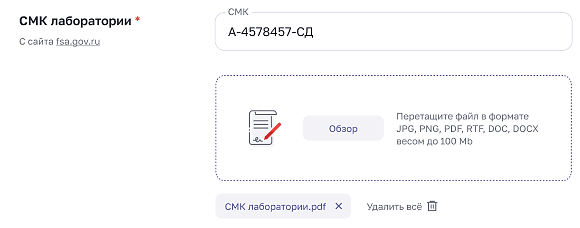 СМК лаборатории *
С сайта fsa.gov.ru
СМК
А-4578457-СД
Обзор
Перетащите файл в формате
JPG, PNG, PDF, RTF, DOC, DOCX
весом до 100 Mb
СМК лаборатории.pdf ×
Удалить всё